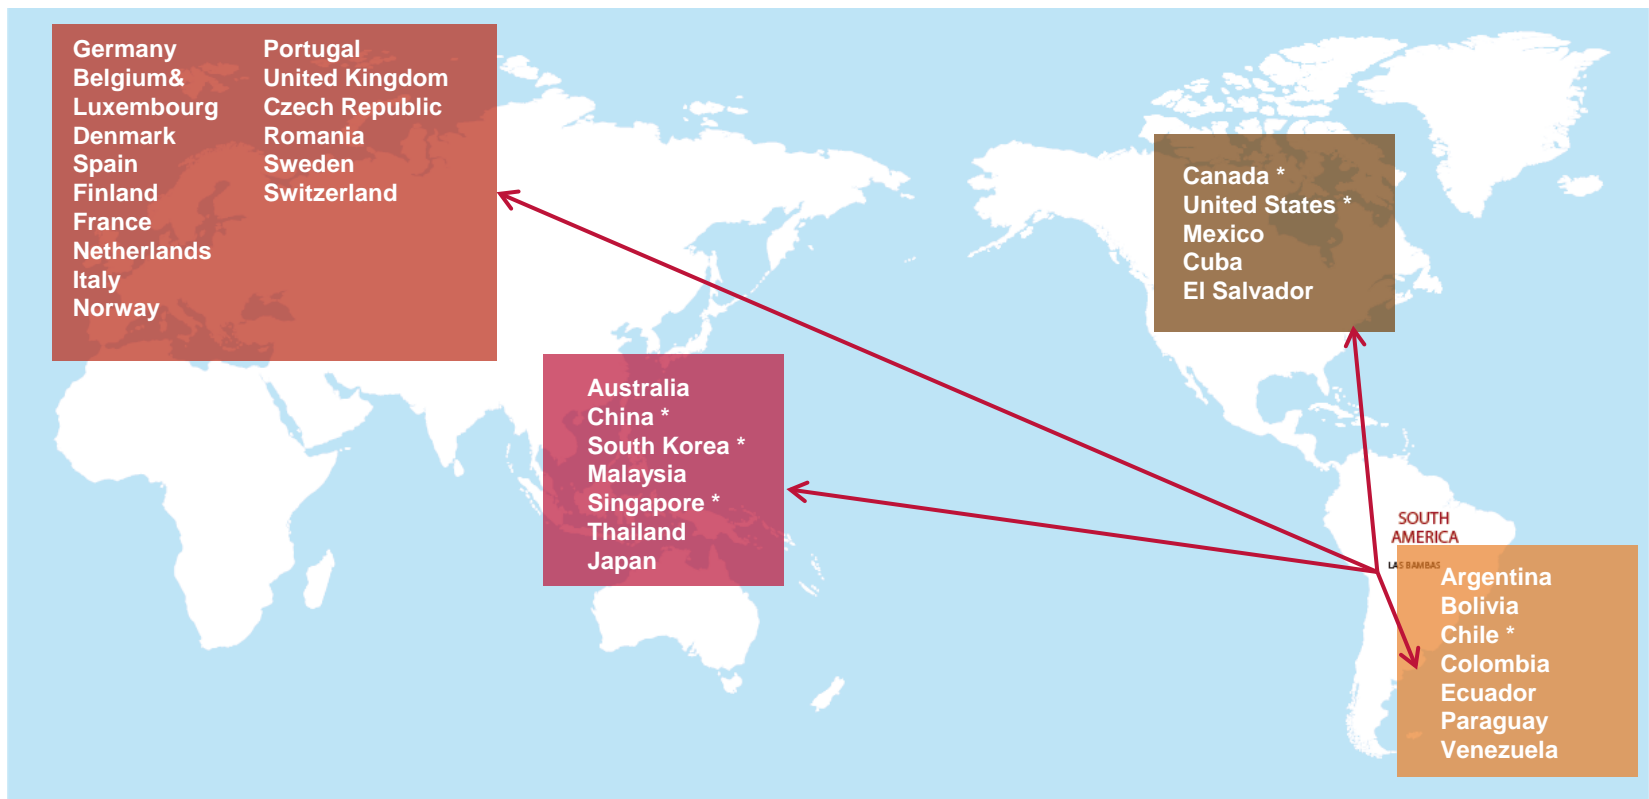 Germany
Belgium&
Luxembourg
Denmark
Spain
Finland
France
Netherlands
Italy
Norway
Portugal
United Kingdom
Czech Republic
Romania
Sweden
Switzerland
Canada *
United States *
Mexico
Cuba
El Salvador
Australia
China *
South Korea *
Malaysia
Singapore *
Thailand
Japan
SOUTH
AMERICA
LAS BAMBAS
Argentina
Bolivia
Chile *
Colombia
Ecuador
Paraguay
Venezuela